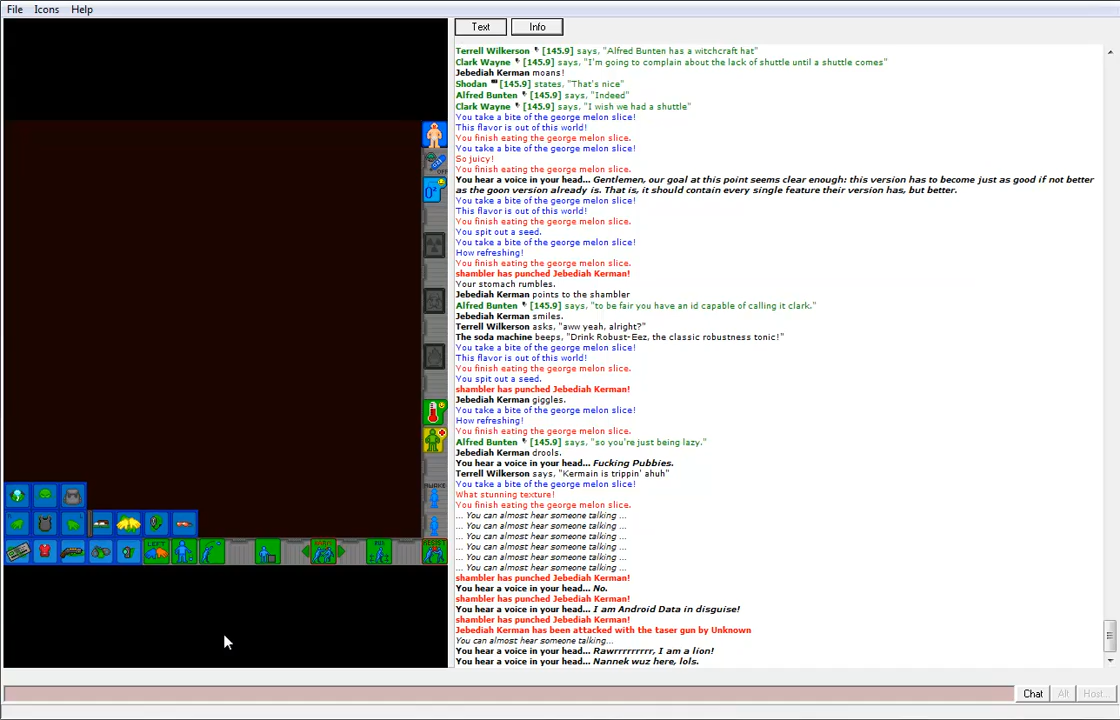 File Icons Help
Text Info
Terrell Wilkerson [145.9] says, "Alfred Bunten has a witchcraft hat"
Clark Wayne [145.9] says, "I'm going to complain about the lack of shuttle until a shuttle comes"
Jebediah Kerman moans!
Shodan [145.9] states, "That's nice"
Alfred Bunten [145.9] says, "Indeed"
Clark Wayne [145.9] says, "I wish we had a shuttle"
You take a bite of the george melon slice!
This flavor is out of this world!
You finish eating the george melon slice.
You take a bite of the george melon slice!
So juicy!
You finish eating the george melon slice.
You hear a voice in your head... Gentlemen, our goal at this point seems clear enough: this version has to become just as good if not better
as the goon version already is. That is, it should contain every single feature their version has, but better.
You take a bite of the george melon slice!
This flavor is out of this world!
You finish eating the george melon slice.
You spit out a seed.
You take a bite of the george melon slice!
How refreshing!
You finish eating the george melon slice.
shambler has punched Jebediah Kerman!
Your stomach rumbles.
Jebediah Kerman points to the shambler
Alfred Bunten [145.9] says, "to be fair you have an id capable of calling it clark."
Jebediah Kerman smiles.
Terrell Wilkerson asks, "aww yeah, alright?"
The soda machine beeps, "Drink Robust-Eez, the classic robustness tonic!"
You take a bite of the george melon slice!
This flavor is out of this world!
You finish eating the george melon slice.
You spit out a seed.
shambler has punched Jebediah Kerman!
Jebediah Kerman giggles.
You take a bite of the george melon slice!
How refreshing!
You finish eating the george melon slice.
Alfred Bunten [145.9] says, "so you're just being lazy."
Jebediah Kerman drools.
You hear a voice in your head... Fucking Pubbies.
Terrell Wilkerson says, "Kermain is trippin' ahuh"
You take a bite of the george melon slice!
What stunning texture!
You finish eating the george melon slice.
... You can almost hear someone talking ...
... You can almost hear someone talking ...
... You can almost hear someone talking ...
... You can almost hear someone talking ...
... You can almost hear someone talking ...
... You can almost hear someone talking ...
shambler has punched Jebediah Kerman!
You hear a voice in your head... No.
shambler has punched Jebediah Kerman!
You hear a voice in your head... I am Android Data in disguise!
shambler has punched Jebediah Kerman!
Jebediah Kerman has been attacked with the taser gun by Unknown
You can almost hear someone talking...
You hear a voice in your head... Rawrrrrrrrr, I am a lion!
You hear a voice in your head... Nannek wuz here, lols.
OFF
LEFT
RESIST
Chat Alt Host...